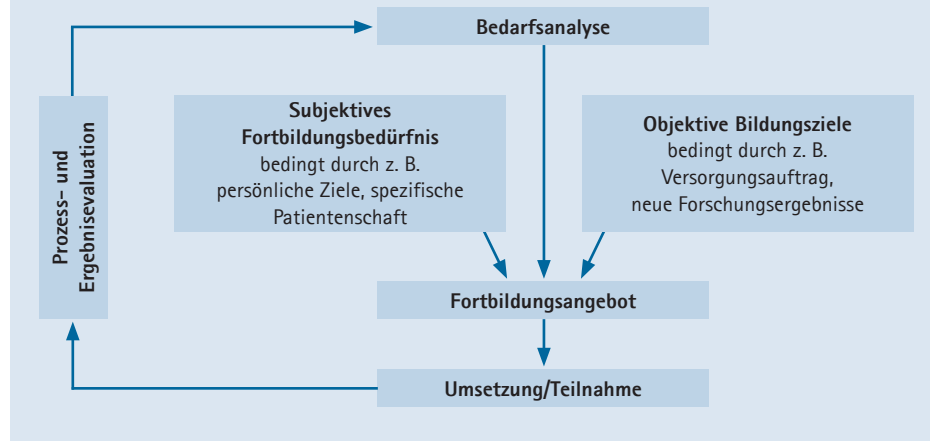 Bedarfsanalyse
Subjektives
Fortbildungsbedürfnis
bedingt durch z. B.
persönliche Ziele, spezifische
Patientenschaft
Objektive Bildungsziele
bedingt durch z. B.
Versorgungsauftrag,
neue Forschungsergebnisse
Prozess- und
Ergebnisevaluation
Fortbildungsangebot
Umsetzung/Teilnahme